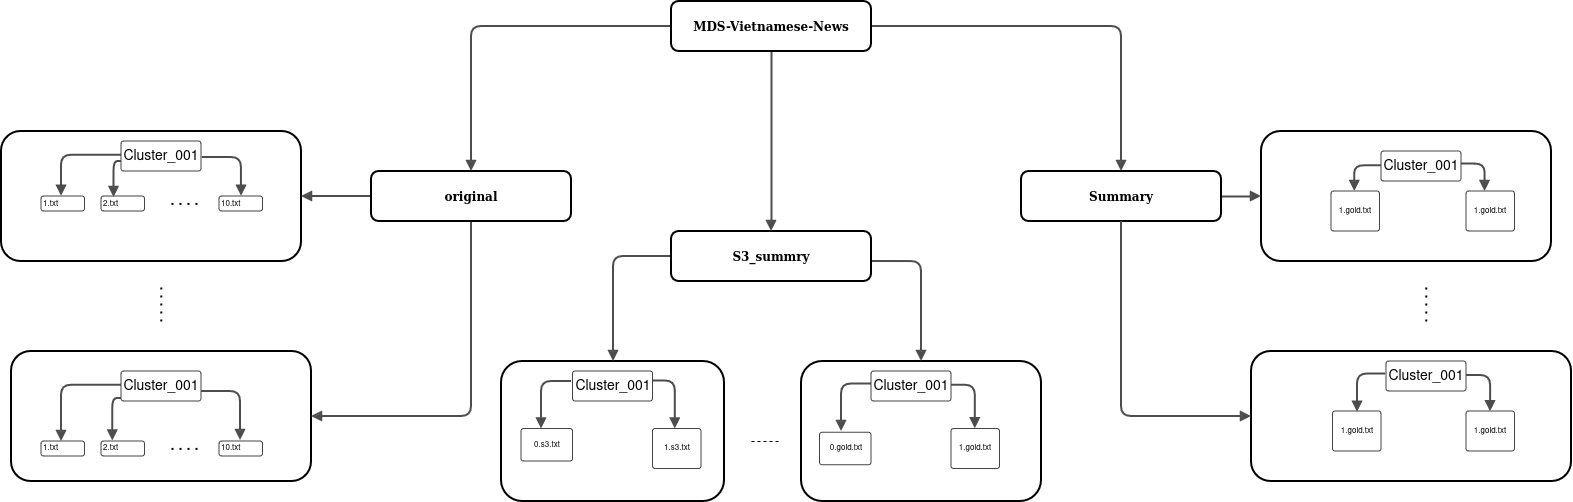 MDS-Vietnamese-News
original
S3_summry
Summary
Cluster_001
1.txt
2.txt
....
10.txt
Cluster_001
1.txt
2.txt
....
10.txt
Cluster_001
0.s3.txt
1.s3.txt
-----
Cluster_001
0.gold.txt
1.gold.txt
Cluster_001
1.gold.txt
1.gold.txt
Cluster_001
1.gold.txt
1.gold.txt